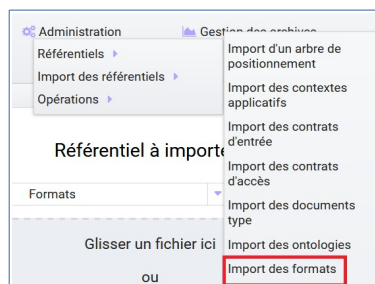 Administration
Gestion des archives
Référentiels
Import des référentiels
Opérations
Import d'un arbre de
positionnement
Import des contextes
applicatifs
Import des contrats
d'entrée
Import des contrats
d'accès
Import des documents
type
Import des ontologies
Import des formats
Référentiel à importe
Formats
Glisser un fichier ici
ou